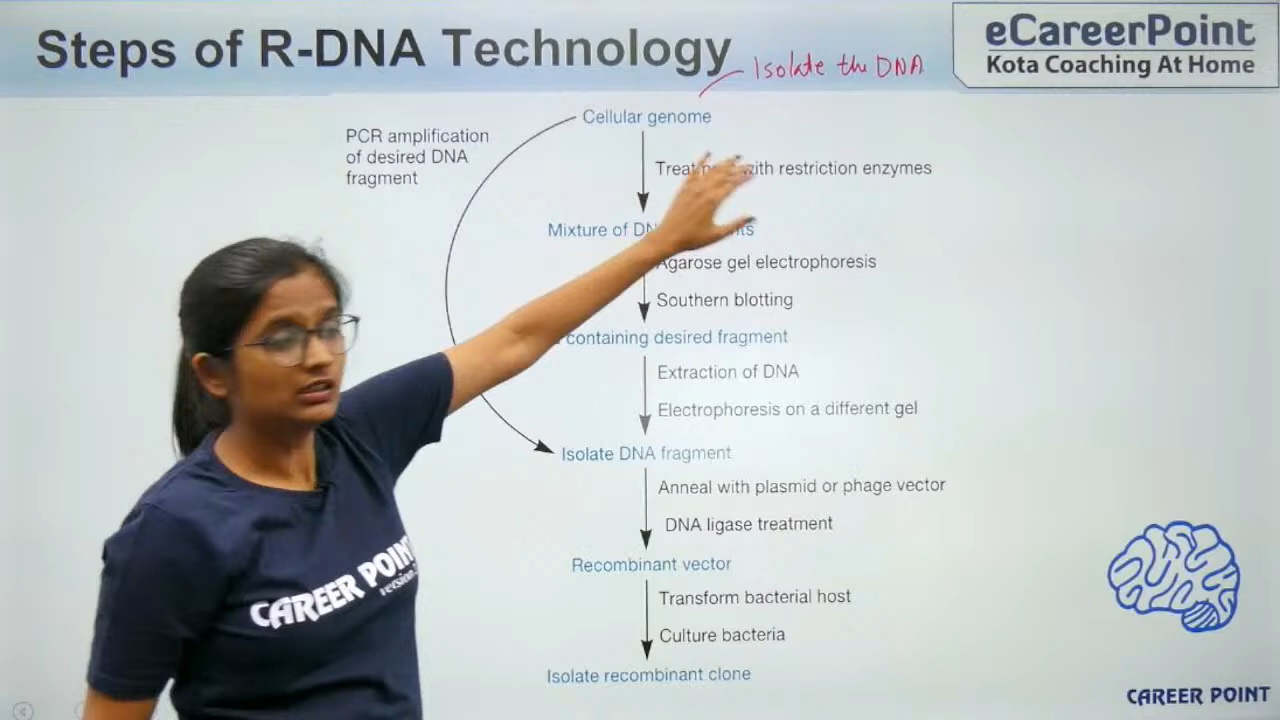 Steps of R-DNA Technology
Isolate the DNA
eCareerPoint
Kota Coaching At Home
Cellular genome
PCR amplification
of desired DNA
fragment
with restriction enzymes
Mixture of
Agarose gel electrophoresis
Southern blotting
containing desired fragment
Extraction of DNA
Electrophoresis on a different gel
Isolate DNA fragment
Anneal with plasmid or phage vector
DNA ligase treatment
Recombinant vector
Transform bacterial host
Culture bacteria
Isolate recombinant clone
CAREER POINT
CAREER POINT